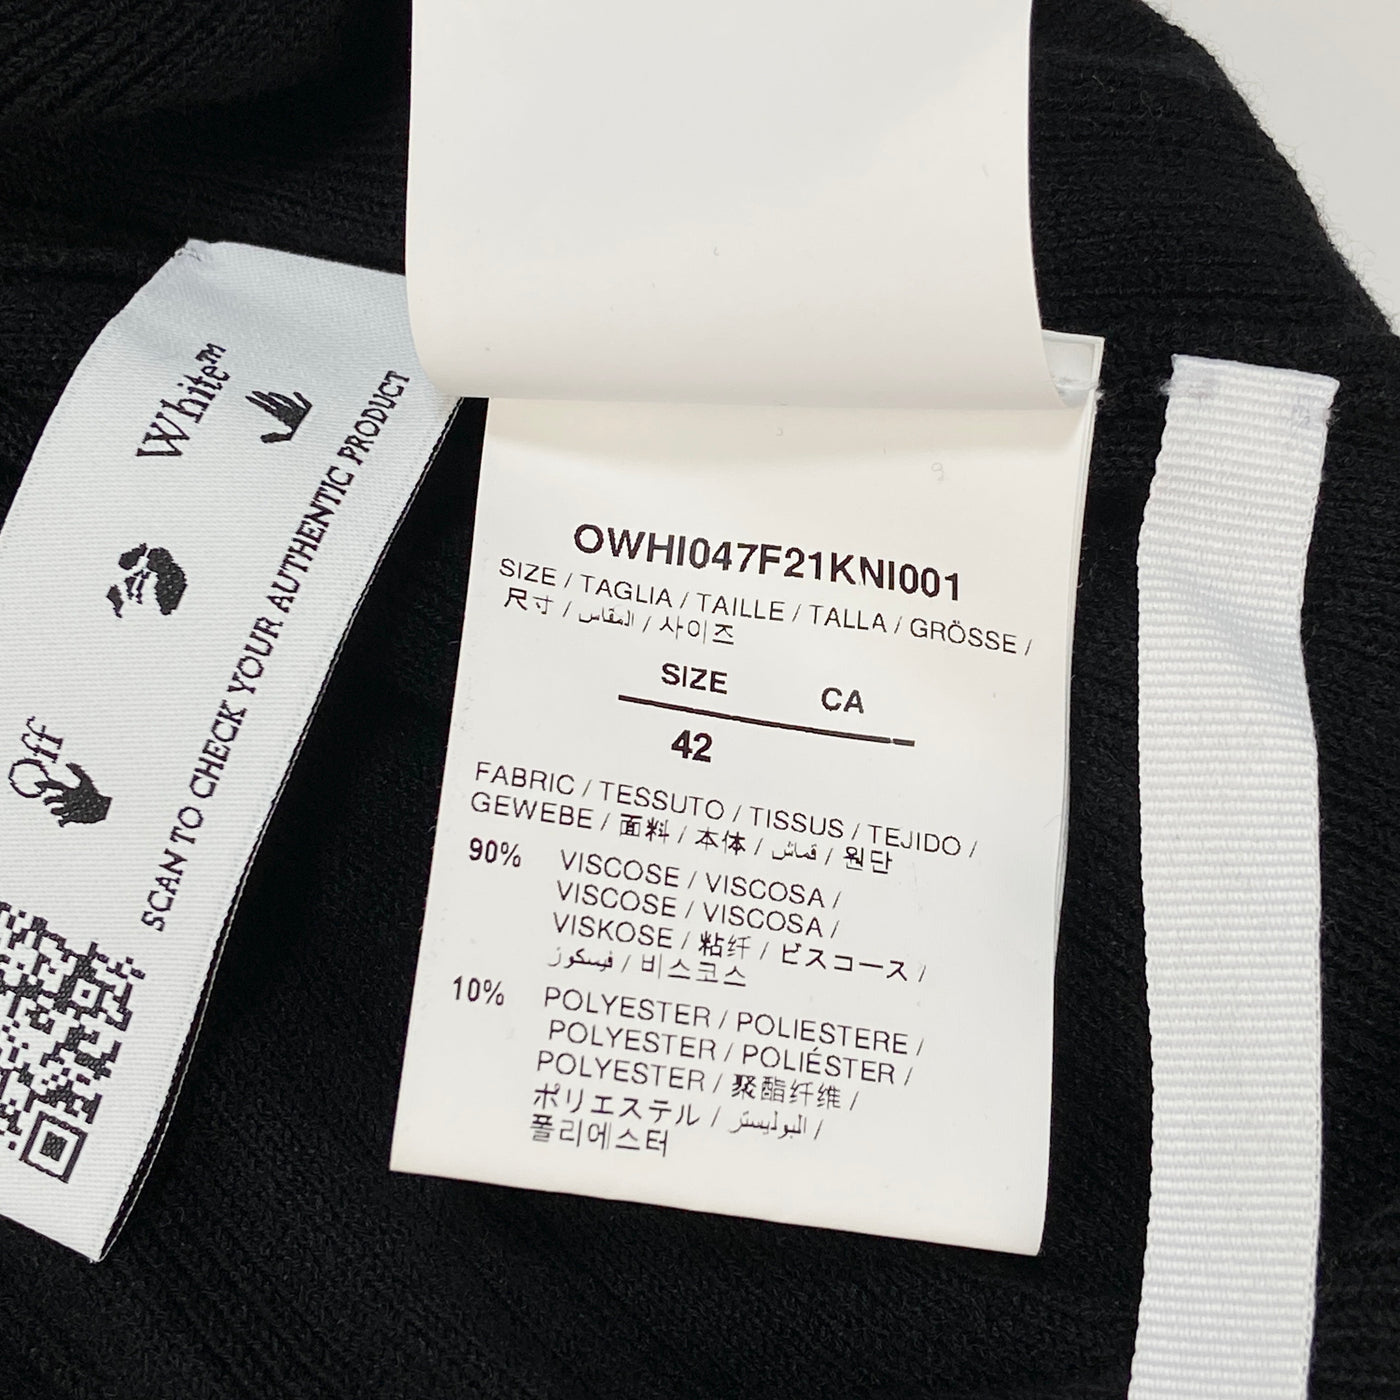 Off White™
SCAN TO CHECK YOUR AUTHENTIC PRODUCT
OWHI047F21KNI001
SIZE / TAGLIA / TAILLE / TALLA / GRÖSSE /
尺寸 / المقاس / 사이즈
SIZE CA
42
FABRIC / TESSUTO / TISSUS / TEJIDO /
GEWEBE / 面料 / 本体 / قماش / 원단
90% VISCOSE / VISCOSA /
VISCOSE / VISCOSA /
VISKOSE / 粘纤 / ビスコース /
فيسكوز / 비스코스
10% POLYESTER / POLIESTERE /
POLYESTER / POLIÉSTER /
POLYESTER / 聚酯纤维 /
ポリエステル / البوليستر /
폴리에스터